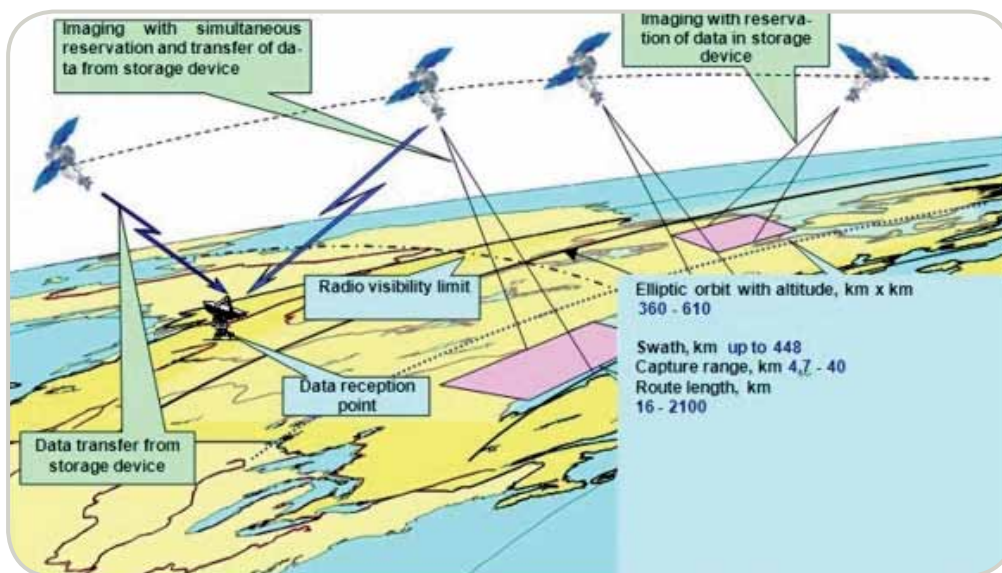 Imaging with simultaneous
reservation and transfer of da-
ta from storage device
Imaging with reserva-
tion of data in storage
device
Radio visibility limit
Data reception
point
Data transfer from
storage device
Elliptic orbit with altitude, km x km
360 - 610
Swath, km up to 448
Capture range, km 4,7 - 40
Route length, km
16 - 2100